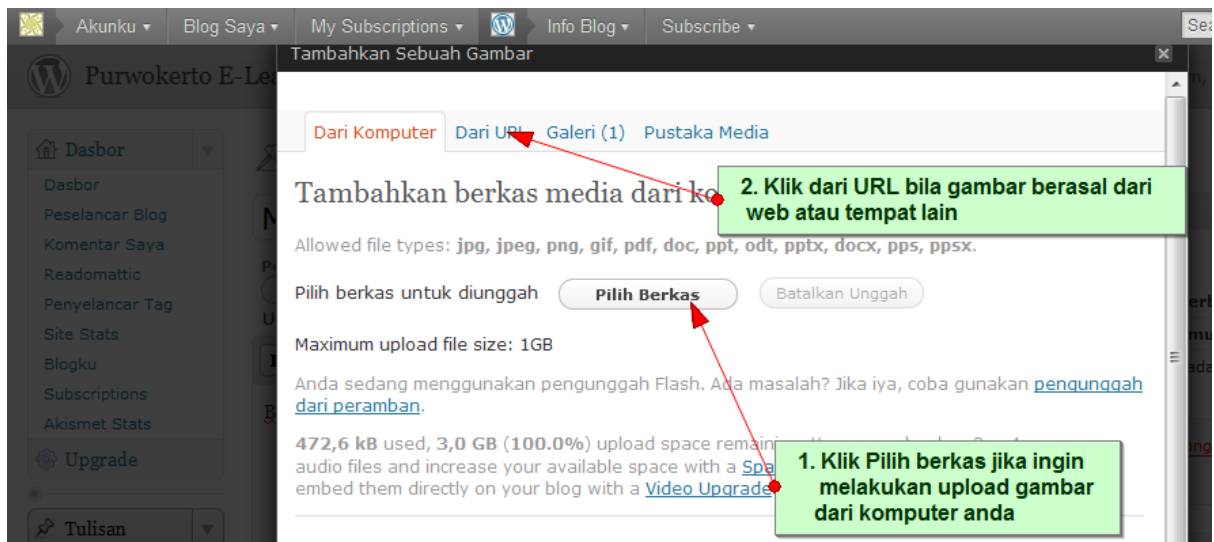 Akunku Blog Saya My Subscriptions Info Blog Subscribe
Tambahkan Sebuah Gambar
Purwokerto
Dari Komputer Dari URL Galeri (1) Pustaka Media
2. Klik dari URL bila gambar berasal dari
web atau tempat lain
Tambahkan berkas media dari
Allowed file types: jpg, jpeg, png, gif, pdf, doc, ppt, odt, pptx, docx, pps, ppsx.
Pilih berkas untuk diunggah Pilih Berkas Batalkan Unggah
Maximum upload file size: 1GB
Anda sedang menggunakan pengunggah Flash. Ada masalah? Jika iya, coba gunakan pengunggah
dari peramban.
472,6 kB used, 3,0 GB (100.0%) upload space
audio files and increase your available space with a
embed them directly on your blog with a Video Upgrade
1. Klik Pilih berkas jika ingin
melakukan upload gambar
dari komputer anda
Dasbor
Dasbor
Peselancar Blog
Komentar Saya
Readomattic
Penyelancar Tag
Site Stats
Blogku
Subscriptions
Akismet Stats
Upgrade
Tulisan